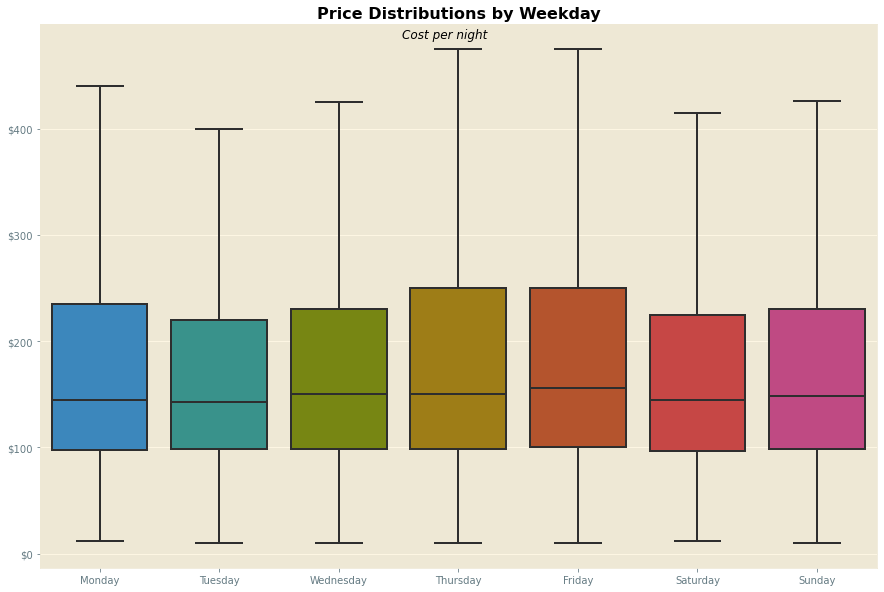 Price Distributions by Weekday
Cost per night
$400
$300
$200
$100
$0
Monday Tuesday Wednesday Thursday Friday Saturday Sunday